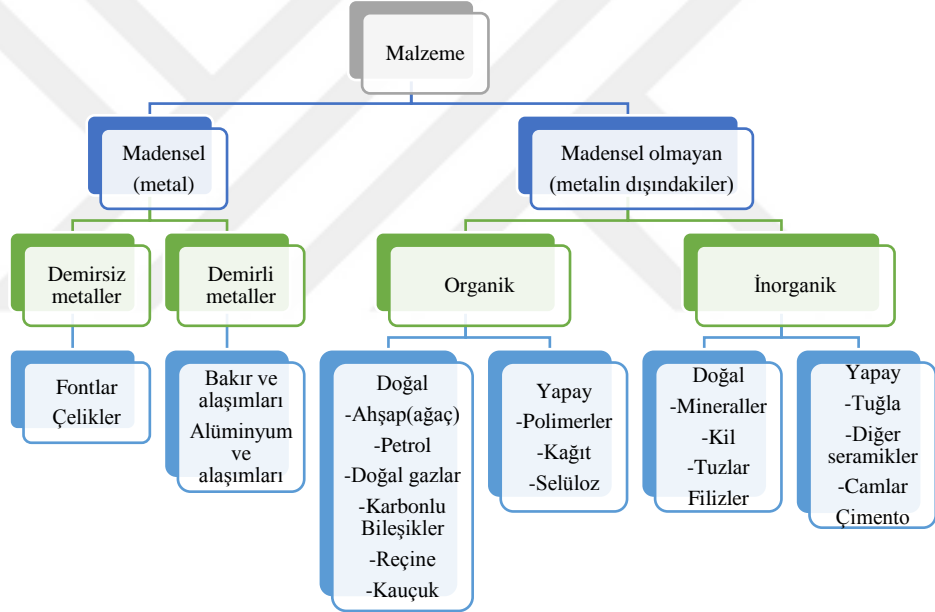 Malzeme
Madensel
(metal)
Madensel olmayan
(metalin dışındakiler)
Demirsiz
metaller
Demirli
metaller
Organik
İnorganik
Fontlar
Çelikler
Bakır ve
alaşımları
Alüminyum
ve
alaşımları
Doğal
-Ahşap(ağaç)
-Petrol
-Doğal gazlar
-Karbonlu
Bileşikler
-Reçine
-Kauçuk
Yapay
-Polimerler
-Kağıt
-Selüloz
Doğal
-Mineraller
-Kil
-Tuzlar
Filizler
Yapay
-Tuğla
-Diğer
seramikler
-Camlar
Çimento